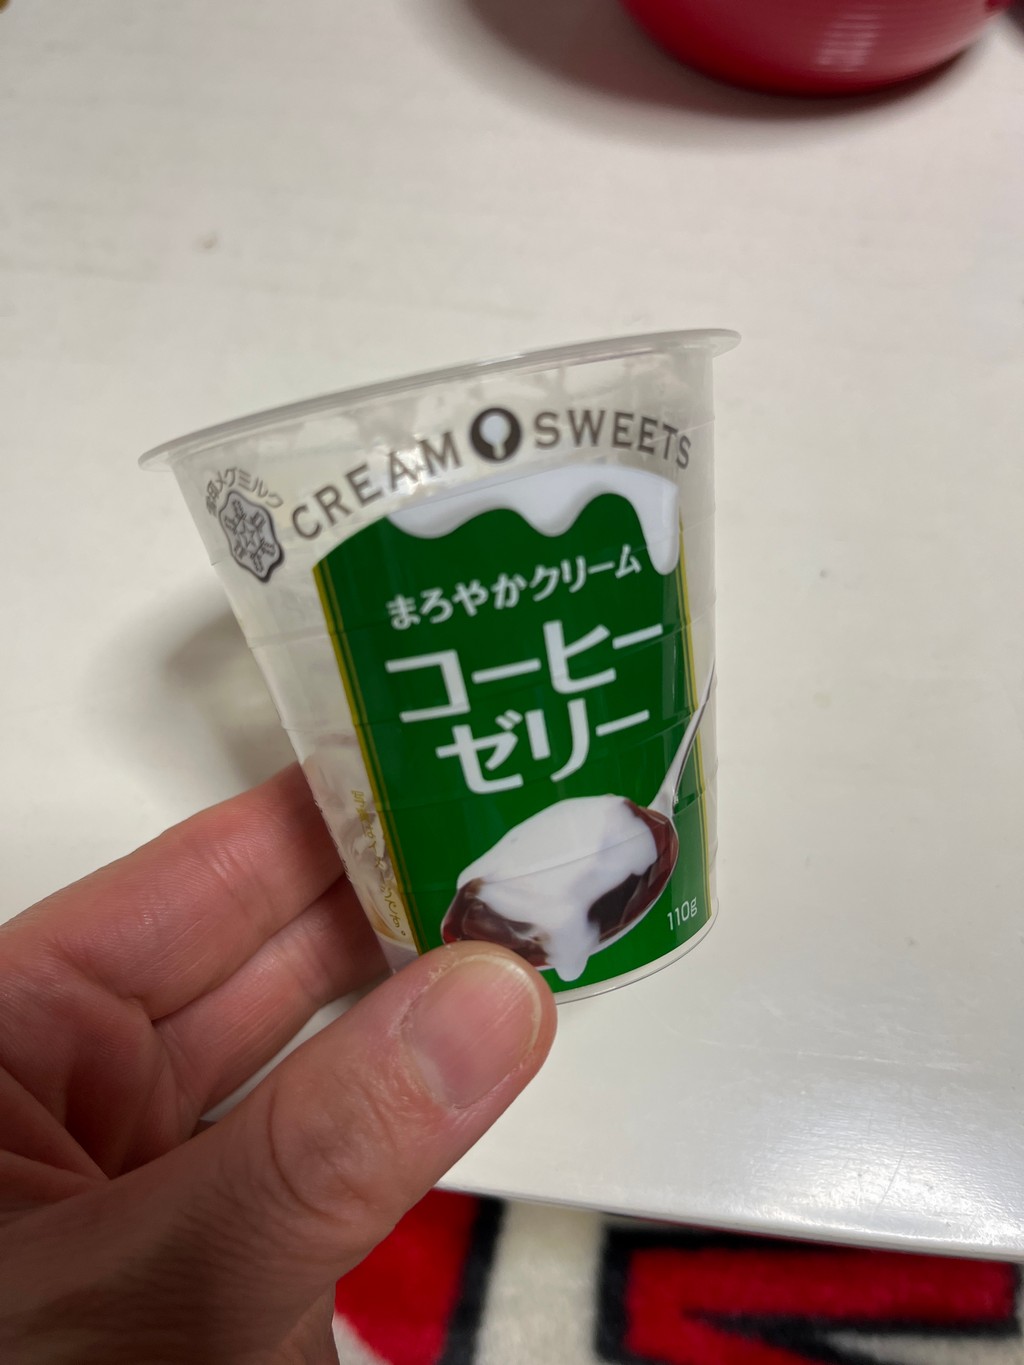 雪印メグミルク
CREAM SWEETS
まろやかクリーム
コーヒー
ゼリー
110g